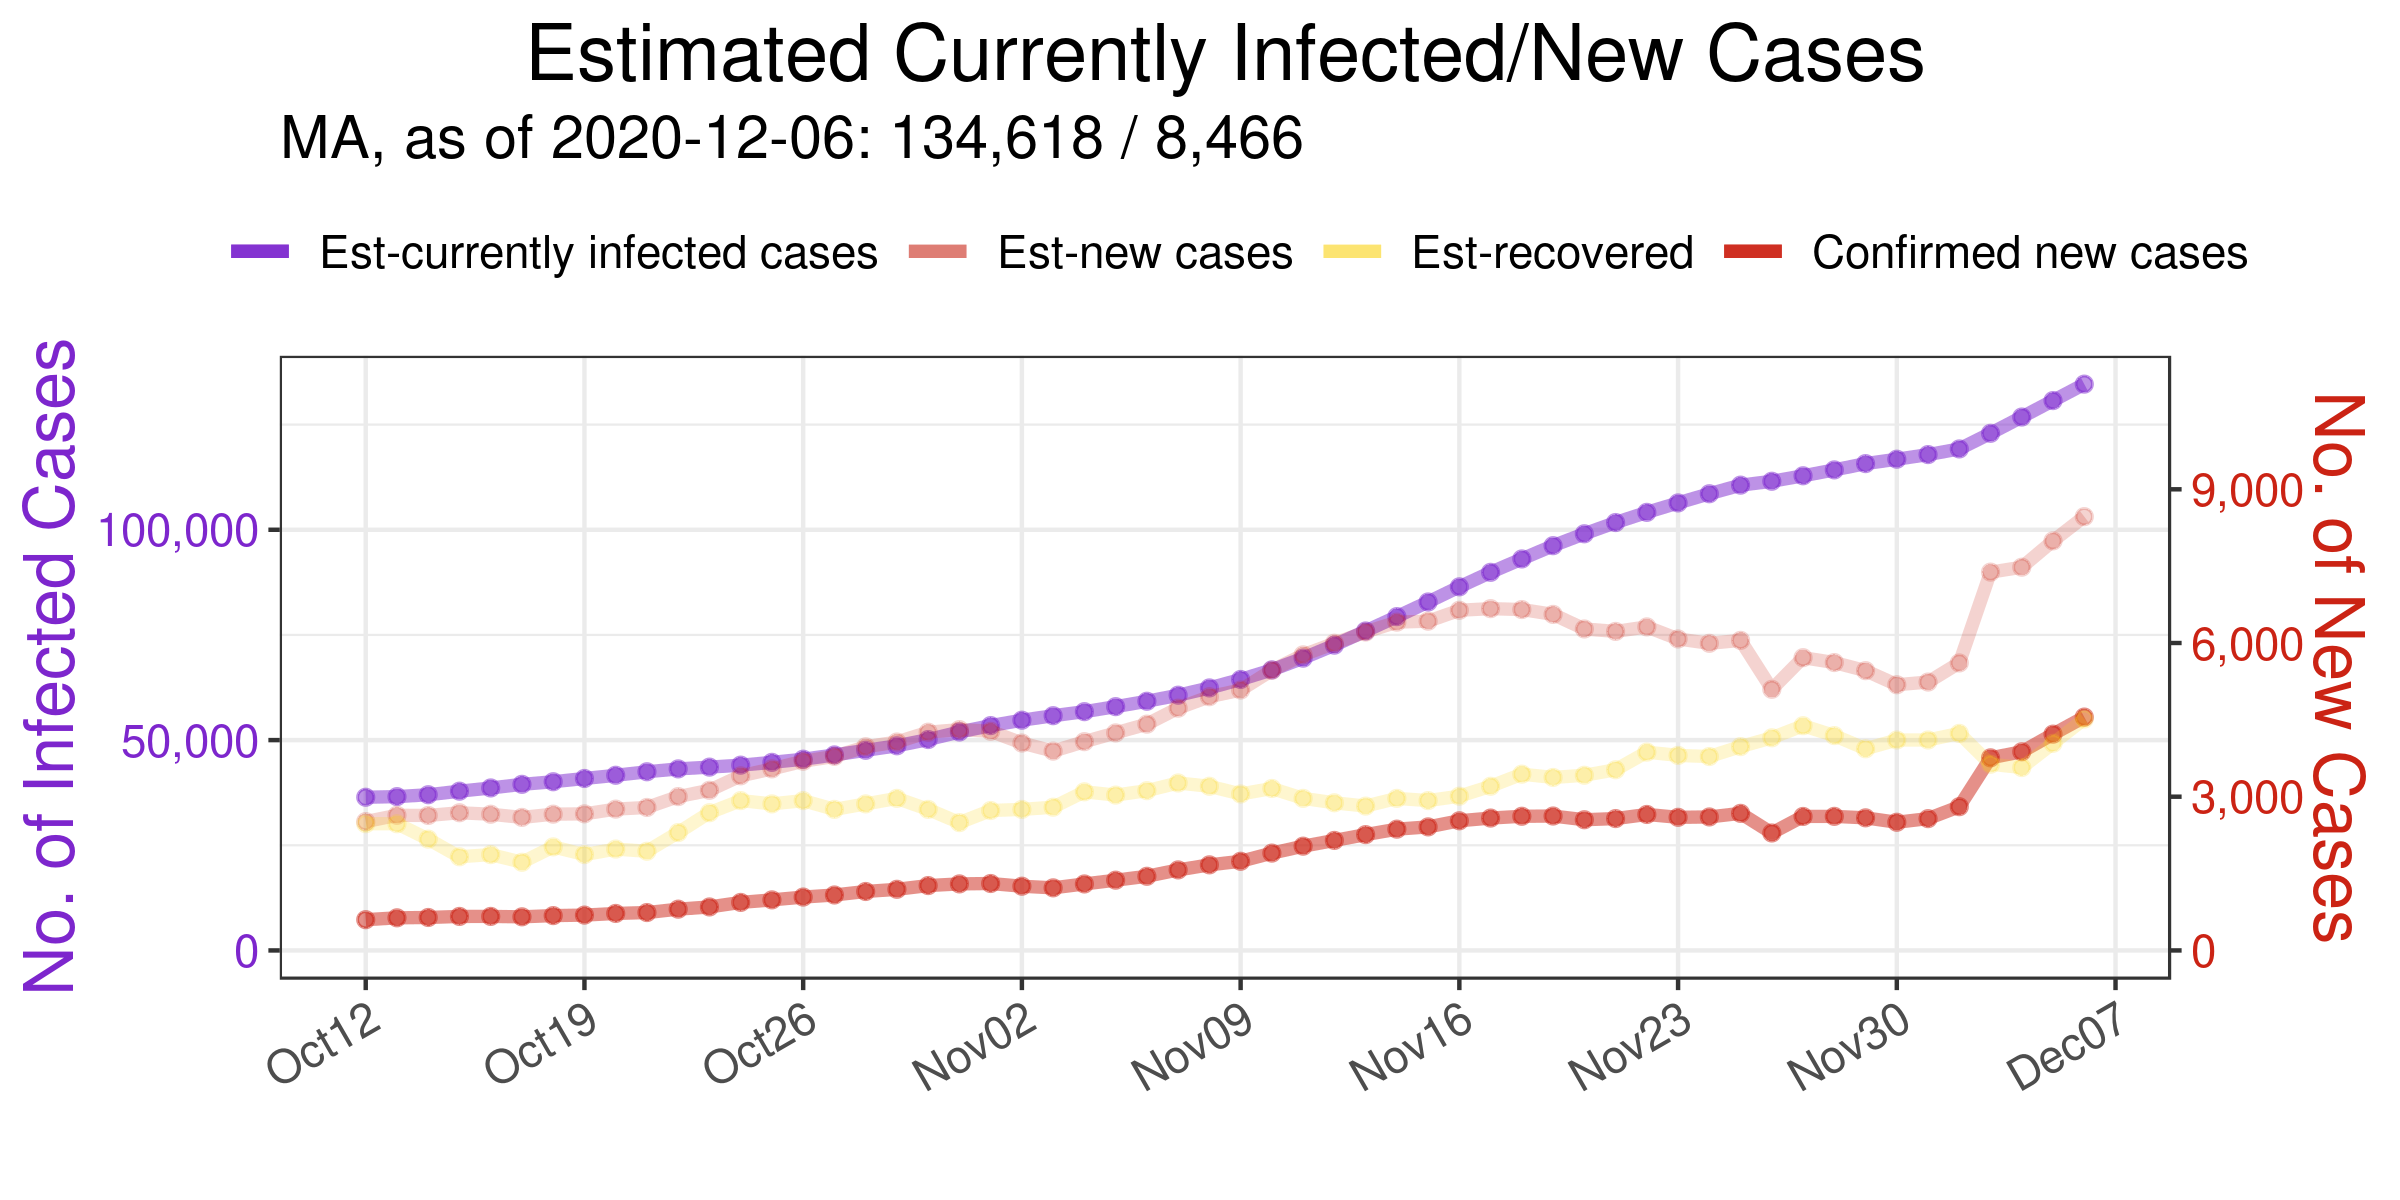 Estimated Currently Infected/New Cases
MA, as of 2020-12-06: 134,618 / 8,466
Est-currently infected cases Est-new cases Est-recovered Confirmed new cases
No. of Infected Cases
100,000
50,000
0
9,000
6,000
3,000
0
No. of New Cases
Oct12 Oct19 Oct26 Nov02 Nov09 Nov16 Nov23 Nov30 Dec07